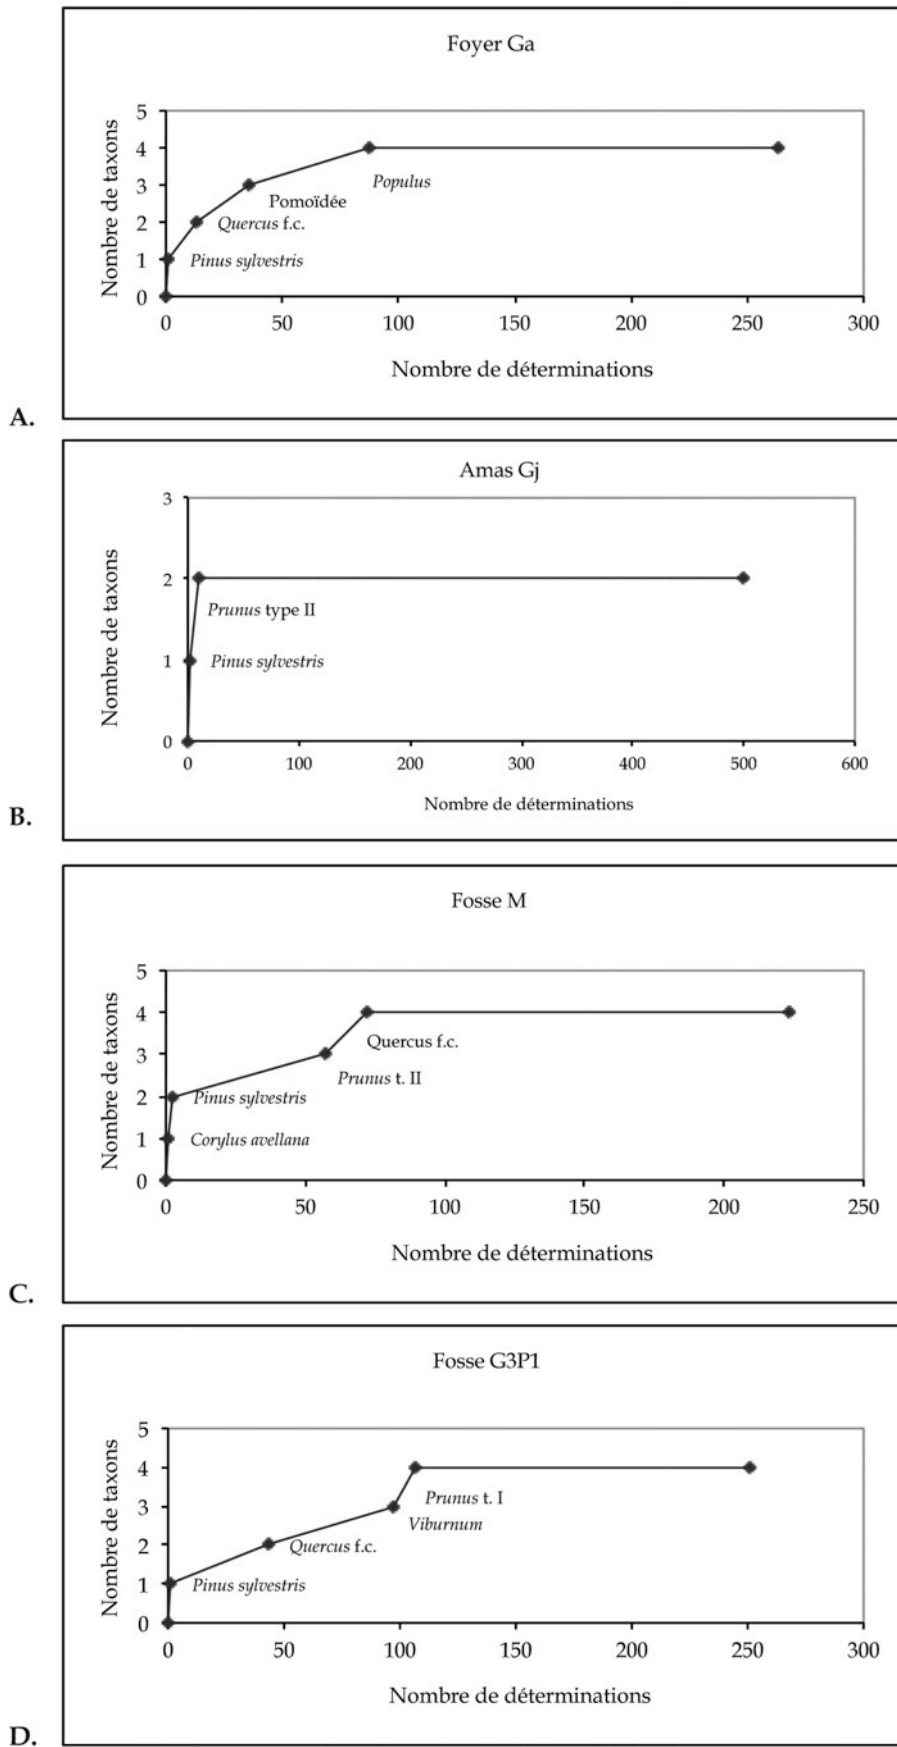 Foyer Ga
Nombre de taxons
5
4
3
2
1
0
Populus
Pomoïdée
Quercus f.c.
Pinus sylvestris
0 50 100 150 200 250 300
Nombre de déterminations
A.
Amas Gj
Nombre de taxons
3
2
1
0
Prunus type II
Pinus sylvestris
0 100 200 300 400 500 600
Nombre de déterminations
B.
Fosse M
Nombre de taxons
5
4
3
2
1
0
Quercus f.c.
Prunus t. II
Pinus sylvestris
Corylus avellana
0 50 100 150 200 250
Nombre de déterminations
C.
Fosse G3P1
Nombre de taxons
5
4
3
2
1
0
Prunus t. I
Viburnum
Quercus f.c.
Pinus sylvestris
0 50 100 150 200 250 300
Nombre de déterminations
D.